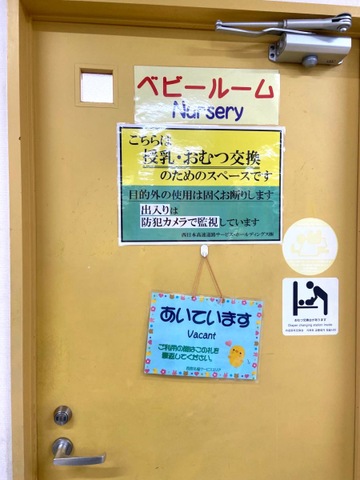 ベビールーム
Nursery
こちらは
授乳・おむつ交換
のためのスペースです
目的外の使用は固くお断りします
出入りは
防犯カメラで監視しています
西日本高速道路サービス・ホールディングス㈱
あいています
Vacant
ご利用の際はこの札を
裏返してください。